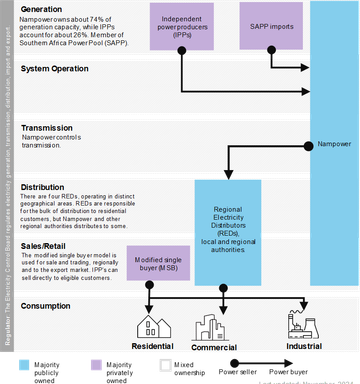 Generation
Nampower owns about 74% of
generation capacity, while IPPs
account for about 26%. Member of
Southern Africa Power Pool (SAPP).
Independent
power producers
(IPPs)
SAPP imports
System Operation
Transmission
Nampower controls
transmission.
Nampower
Distribution
There are four REDs, operating in distinct
geographical areas. REDs are responsible
for the bulk of distribution to residential
customers, but Nampower and other
regional authorities distributes to some.
Regional
Electricity
Distributors
(REDs),
local and regional
authorities
Sales/Retail
The modified single buyer model is
used for sale and trading, regionally
and to the export market. IPP's can
sell directly to eligible customers.
Modified single
buyer (MSB)
Consumption
Residential
Commercial
Industrial
Regulator: The Electricity Control Board regulates electricity generation, transmission, distribution, import and export.
Majority
publicly
owned
Majority
privately
owned
Mixed
ownership
Power seller
Power buyer
Last updated: November 2024